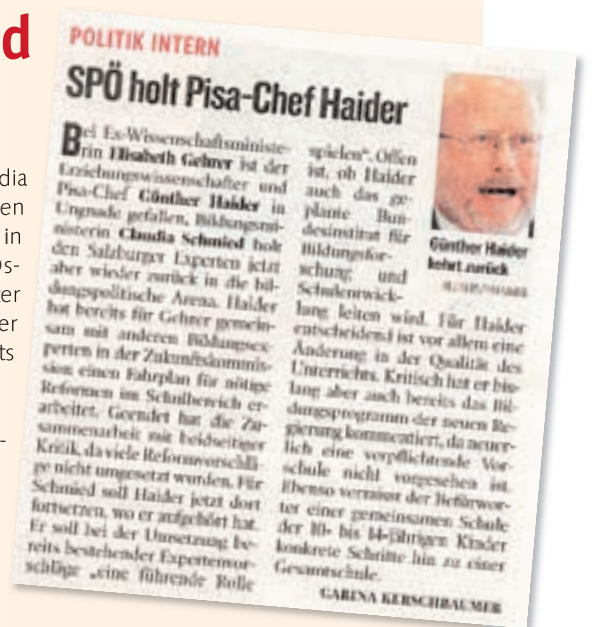 d
dia
en
in
er
ts
-
POLITIK INTERN
SPÖ holt Pisa-Chef Haider
Bei Ex-Wissenschaftsministe-
rin Elisabeth Gehrer ist der
Erziehungswissenschafter und
Pisa-Chef Günther Haider in
Ungnade gefallen, Bildungsmi-
nisterin Claudia Schmied holt
den Salzburger Experten jetzt
aber wieder zurück in die bil-
dungspolitische Arena. Haider
hat bereits für Gehrer gemein-
sam mit anderen Bildungsex-
perten in der Zukunftskommis-
sion einen Fahrplan für nötige
Reformen im Schulbereich er-
arbeitet. Geendet hat die Zu-
sammenarbeit mit beidseitiger
Kritik, da viele Reformvorschlä-
ge nicht umgesetzt wurden. Für
Schmied soll Haider jetzt dort
fortsetzen, wo er aufgehört hat.
Er soll bei der Umsetzung be-
reits bestehender Expertenvor-
schläge „eine führende Rolle
spielen“. Offen
ist, ob Haider
auch das ge-
plante Bun-
desinstitut für
Bildungsfor-
schung und
Schulentwick-
lung leiten wird. Für Haider
entscheidend ist vor allem eine
Änderung in der Qualität des
Unterrichts. Kritisch hat er bis-
lang aber auch bereits das Bil-
dungsprogramm der neuen Re-
gierung kommentiert, da neuer-
lich eine verpflichtende Vor-
schule nicht vorgesehen ist.
Ebenso vermisst der Befürwor-
ter einer gemeinsamen Schule
der 10- bis 14-jährigen Kinder
konkrete Schritte hin zu einer
Gesamtschule.
GABINA KERSCHBAUMER
Günther Haider
kehrt zurück